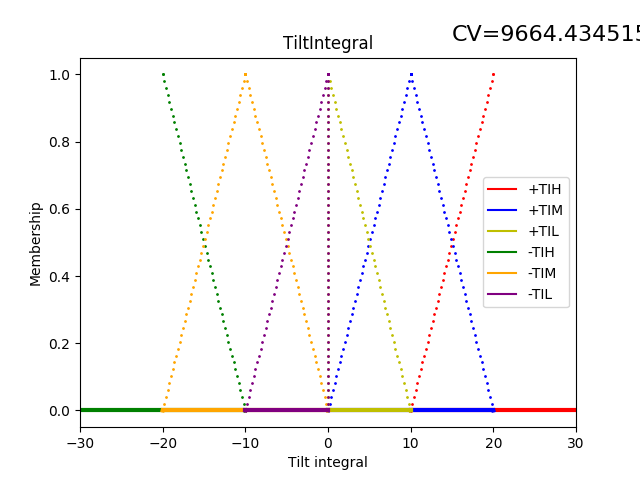 CV=9664.434515
TiltIntegral
1.0
0.8
0.6
0.4
0.2
0.0
Membership
+TIH
+TIM
+TIL
-TIH
-TIM
-TIL
−30 −20 −10 0 10 20 30
Tilt integral